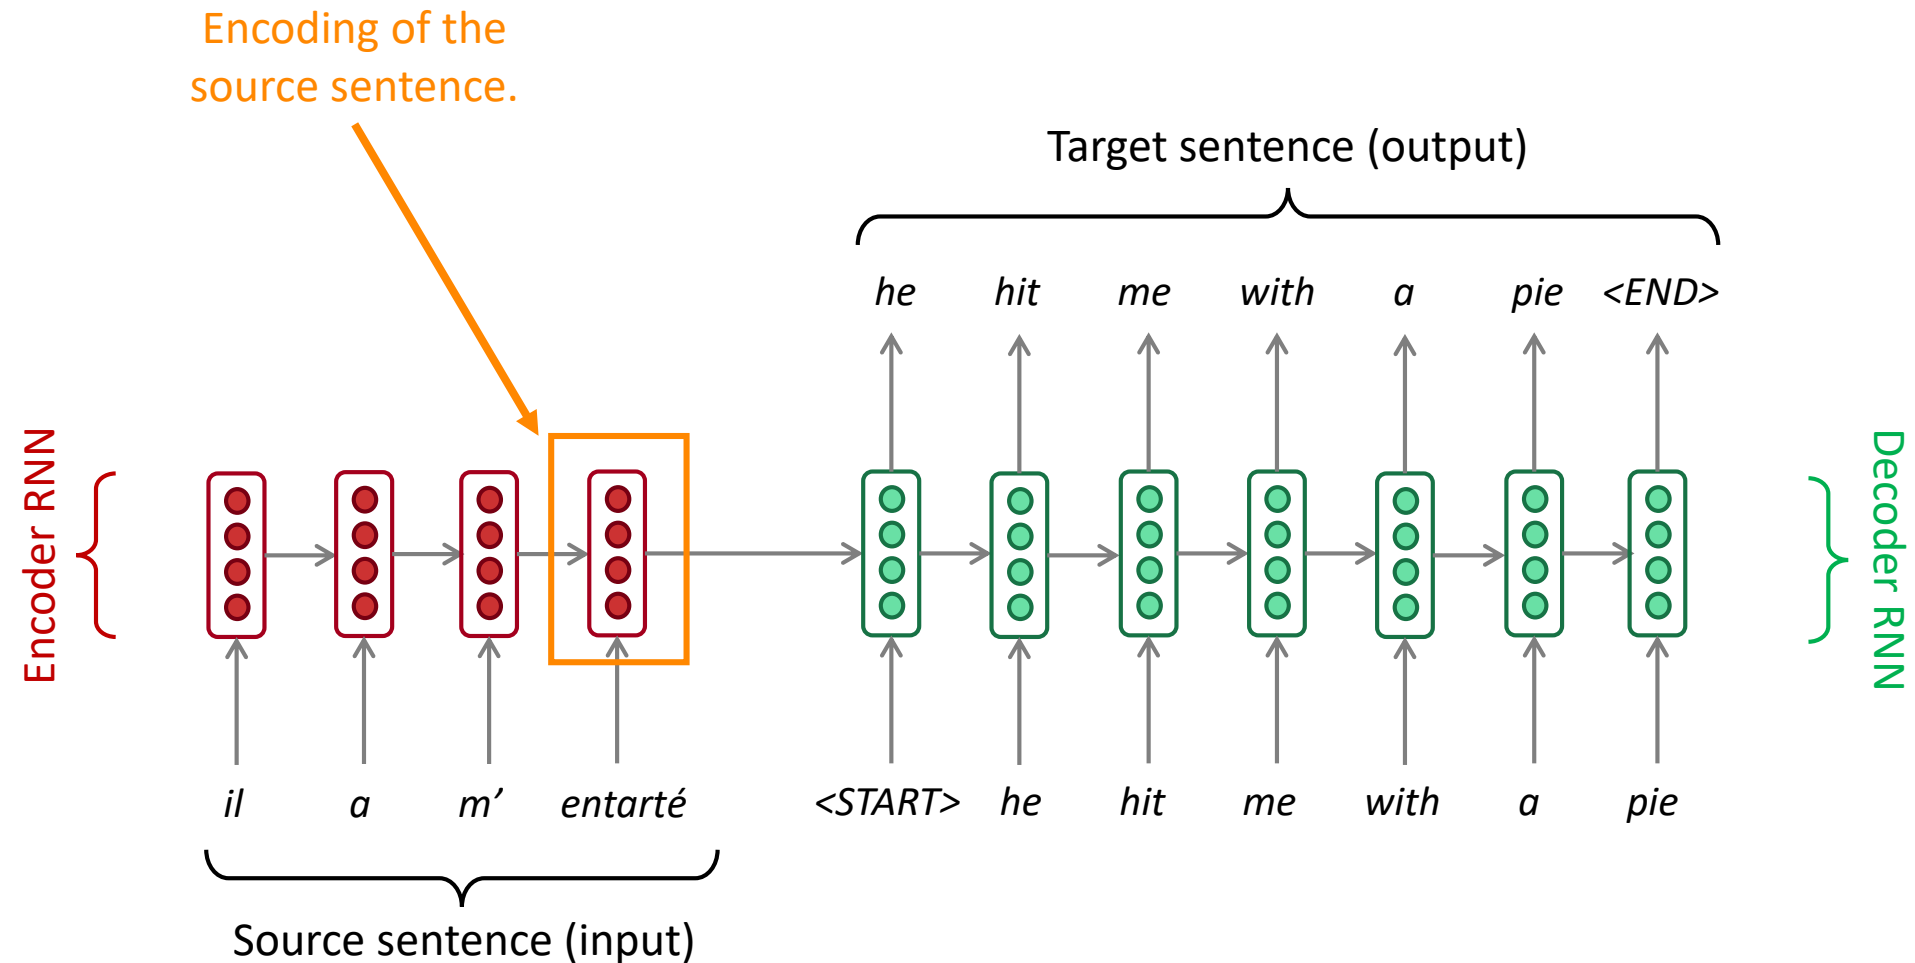 Encoding of the
source sentence.
Target sentence (output)
he hit me with a pie <END>
Encoder RNN
Decoder RNN
il a m’ entarté <START> he hit me with a pie
Source sentence (input)